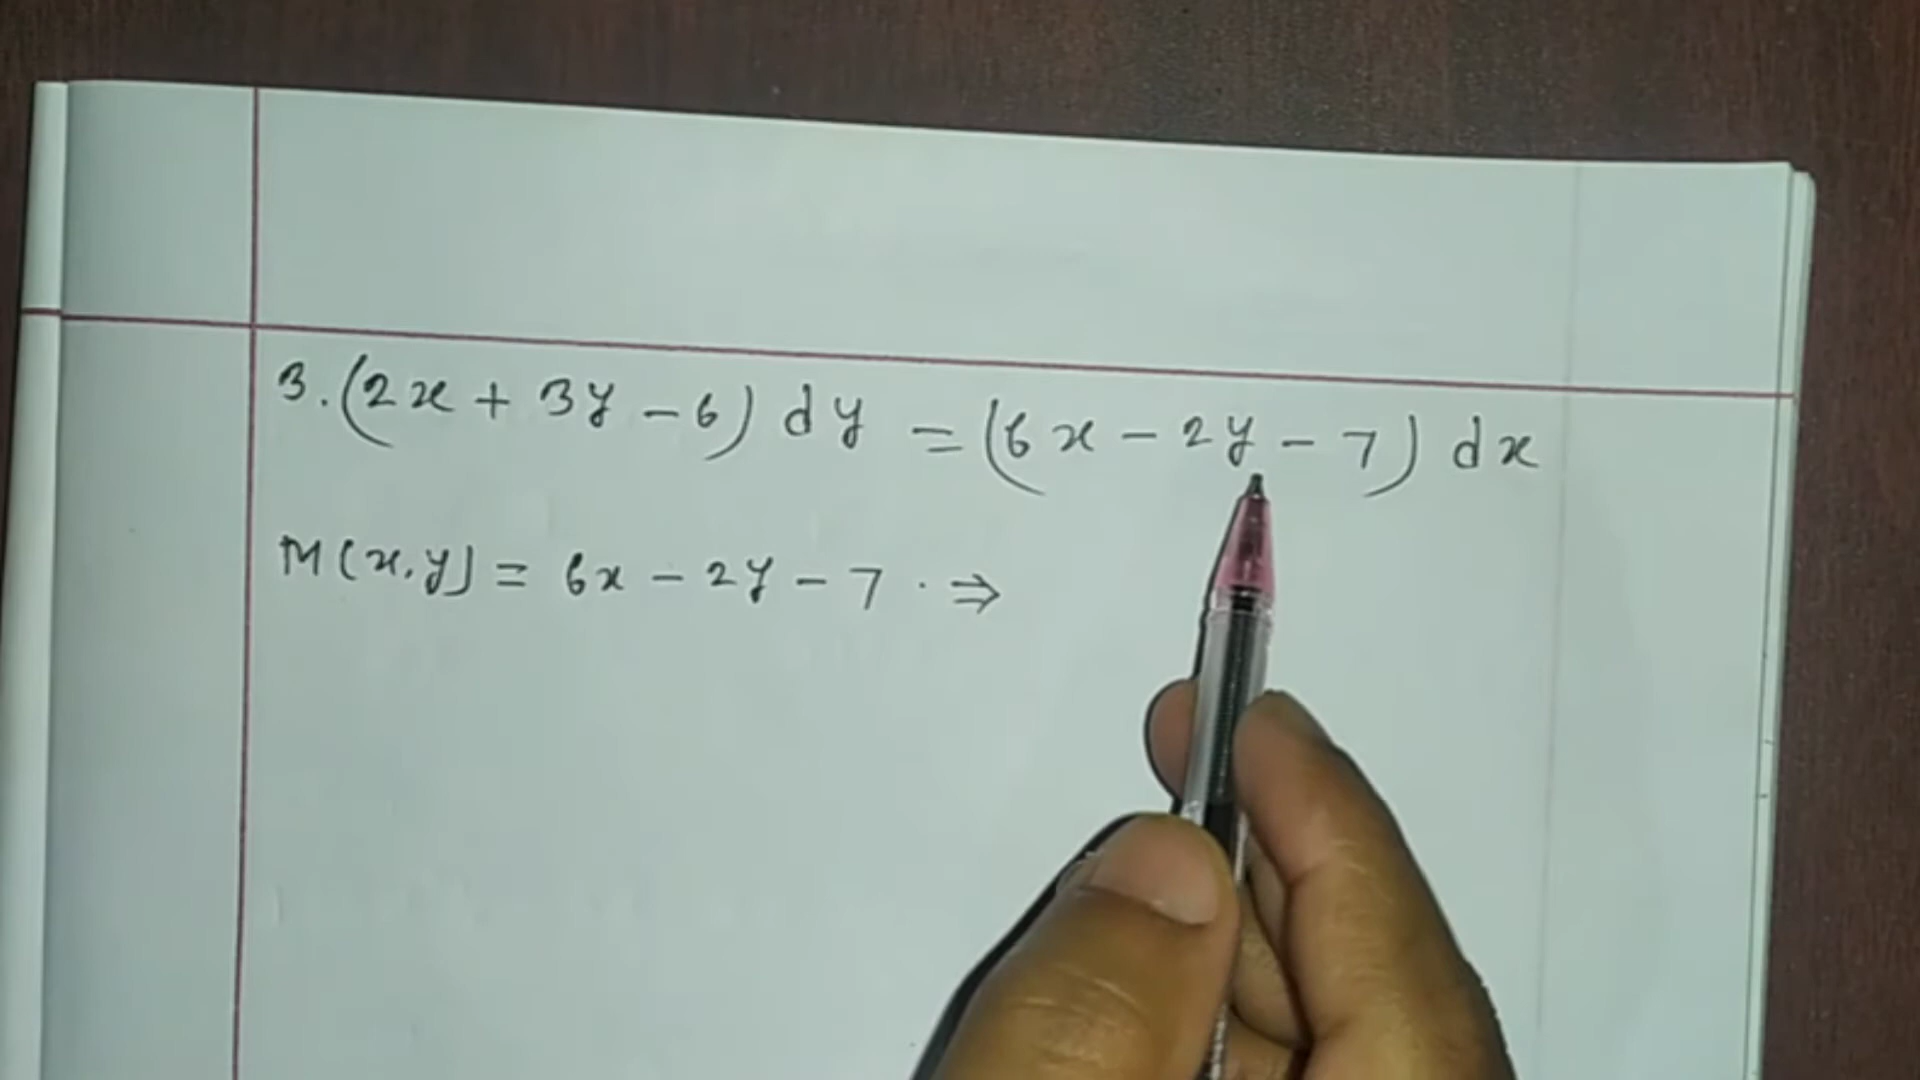 3. (2x + 3y - 6) dy = (6x - 2y - 7) dx
M(x,y) = 6x - 2y - 7 . ⇒